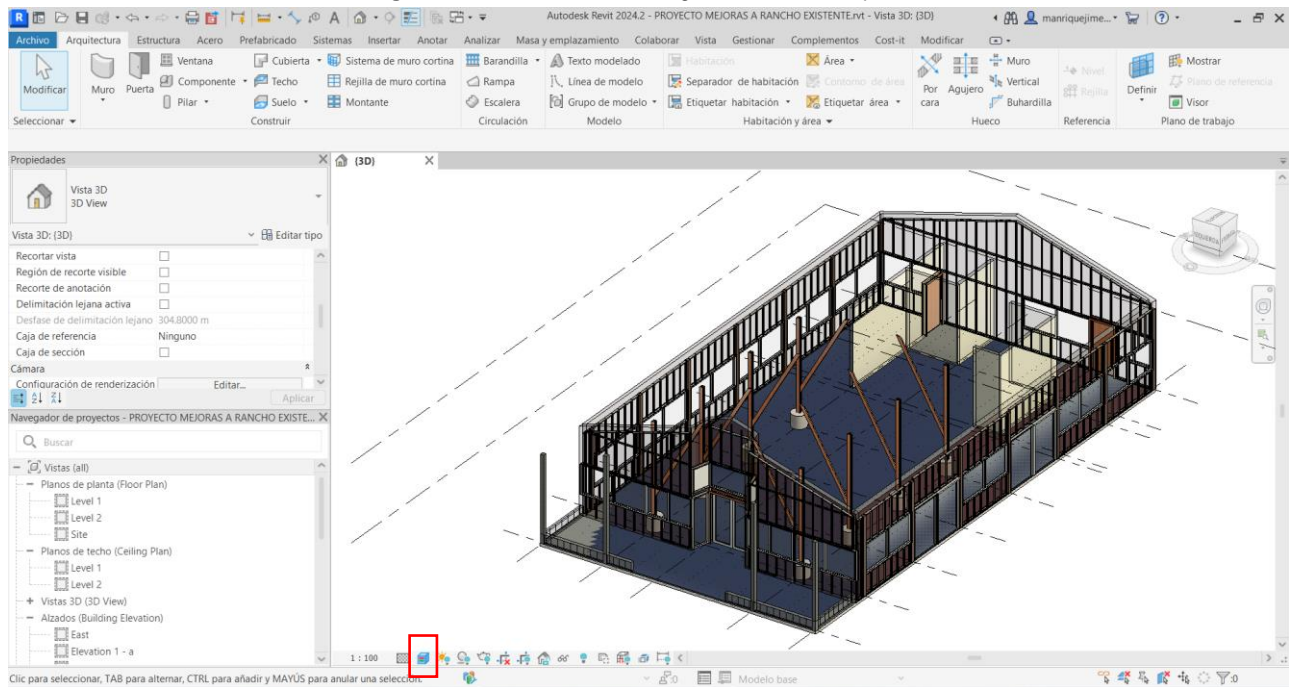 Autodesk Revit 2024.2 - PROYECTO MEJORAS A RANCHO EXISTENTE.rvt - Vista 3D: {3D}
manriquejime...
Archivo Arquitectura Estructura Acero Prefabricado Sistemas Insertar Anotar Analizar Masa y emplazamiento Colaborar Vista Gestionar Complementos Cost-it Modificar
Modificar
Muro
Puerta
Ventana
Componente
Pilar
Cubierta
Techo
Suelo
Sistema de muro cortina
Rejilla de muro cortina
Montante
Barandilla
Rampa
Escalera
Texto modelado
Línea de modelo
Grupo de modelo
Habitación
Separador de habitación
Etiquetar habitación
Área
Contorno de área
Etiquetar área
Por cara
Agujero
Muro
Vertical
Buhardilla
Nivel
Rejilla
Definir
Mostrar
Plano de referencia
Visor
Seleccionar Construir Circulación Modelo Habitación y área Hueco Referencia Plano de trabajo
Propiedades
{3D}
Vista 3D
3D View
Vista 3D: {3D} Editar tipo
Recortar vista
Región de recorte visible
Recorte de anotación
Delimitación lejana activa
Desfase de delimitación lejano 304.8000 m
Caja de referencia Ninguno
Caja de sección
Cámara
Configuración de renderización Editar...
Aplicar
Navegador de proyectos - PROYECTO MEJORAS A RANCHO EXISTE...
Buscar
Vistas (all)
Planos de planta (Floor Plan)
Level 1
Level 2
Site
Planos de techo (Ceiling Plan)
Level 1
Level 2
Vistas 3D (3D View)
Alzados (Building Elevation)
East
Elevation 1 - a
1 : 100
Clic para seleccionar, TAB para alternar, CTRL para añadir y MAYÚS para anular una selección.
:0
Modelo base
:0